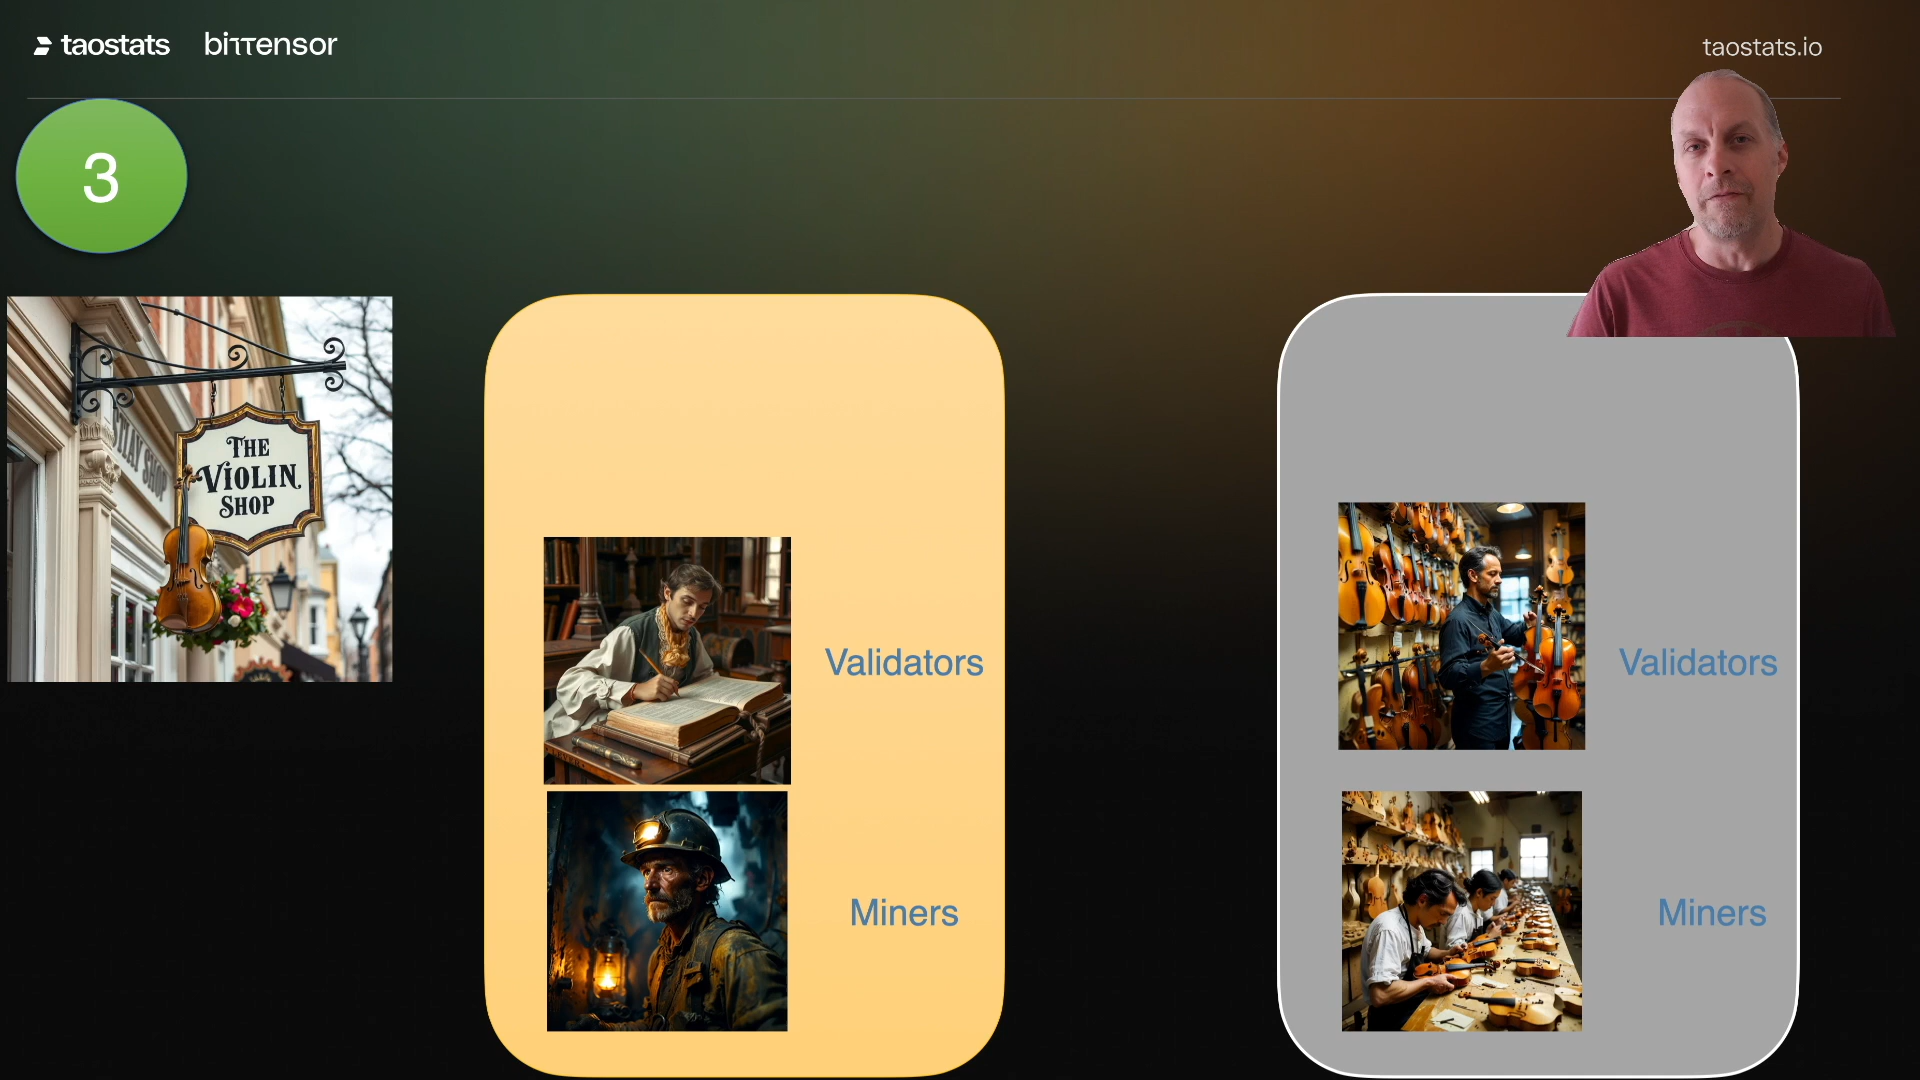 taostats bittensor
taostats.io
3
THE
VIOLIN
SHOP
Validators
Miners
Validators
Miners